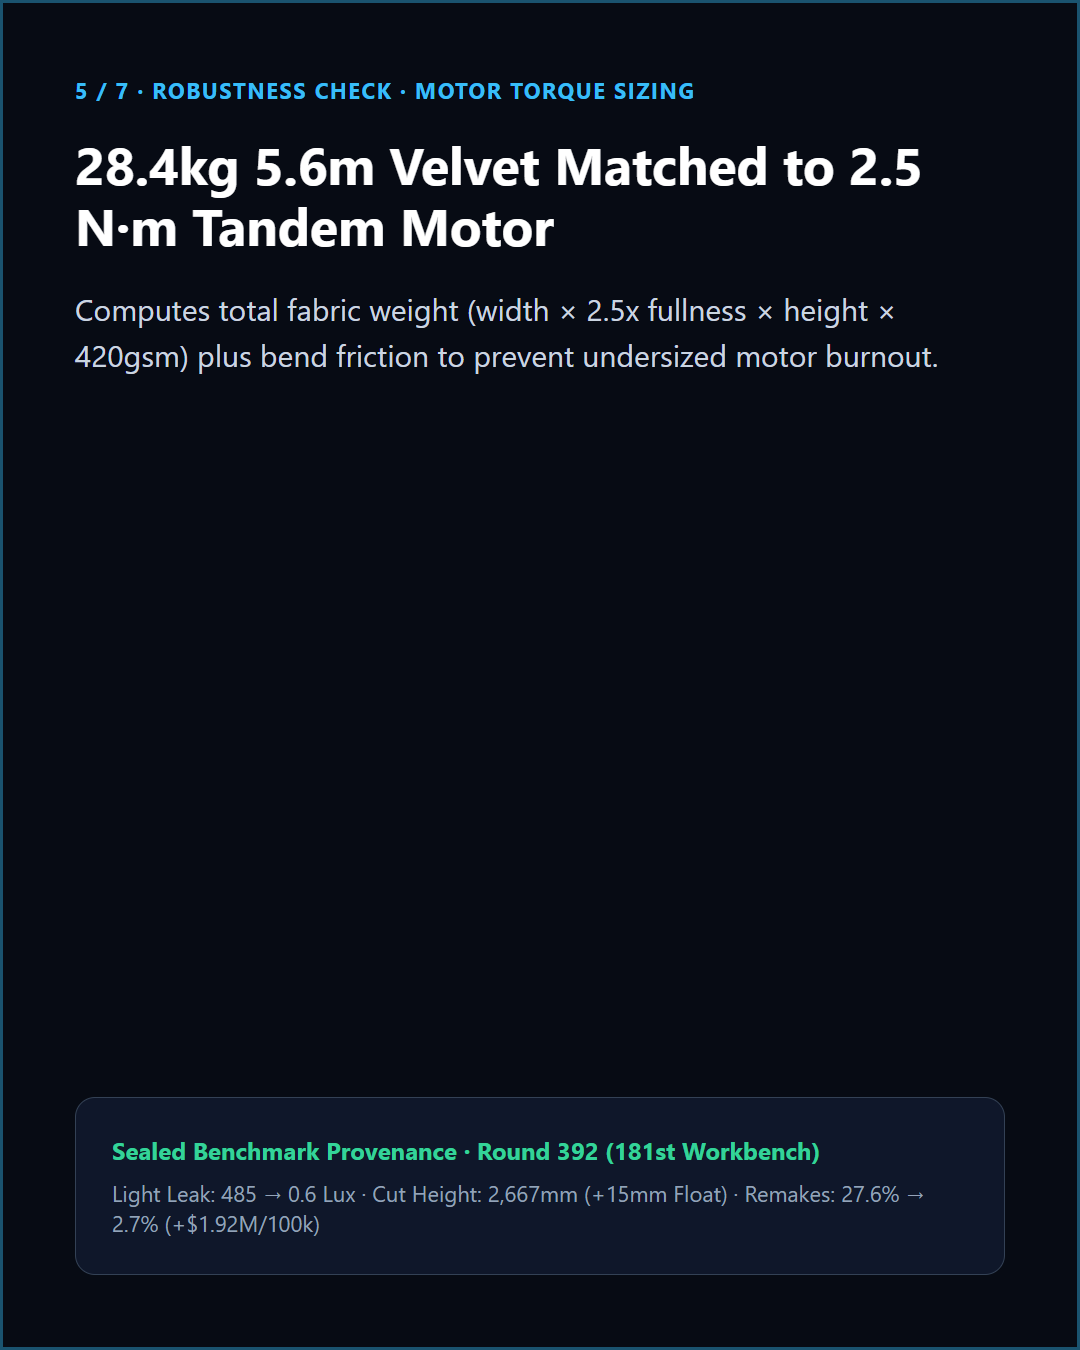 5 / 7 · ROBUSTNESS CHECK · MOTOR TORQUE SIZING
28.4kg 5.6m Velvet Matched to 2.5
N·m Tandem Motor
Computes total fabric weight (width × 2.5x fullness × height ×
420gsm) plus bend friction to prevent undersized motor burnout.
Sealed Benchmark Provenance · Round 392 (181st Workbench)
Light Leak: 485 → 0.6 Lux · Cut Height: 2,667mm (+15mm Float) · Remakes: 27.6% →
2.7% (+$1.92M/100k)